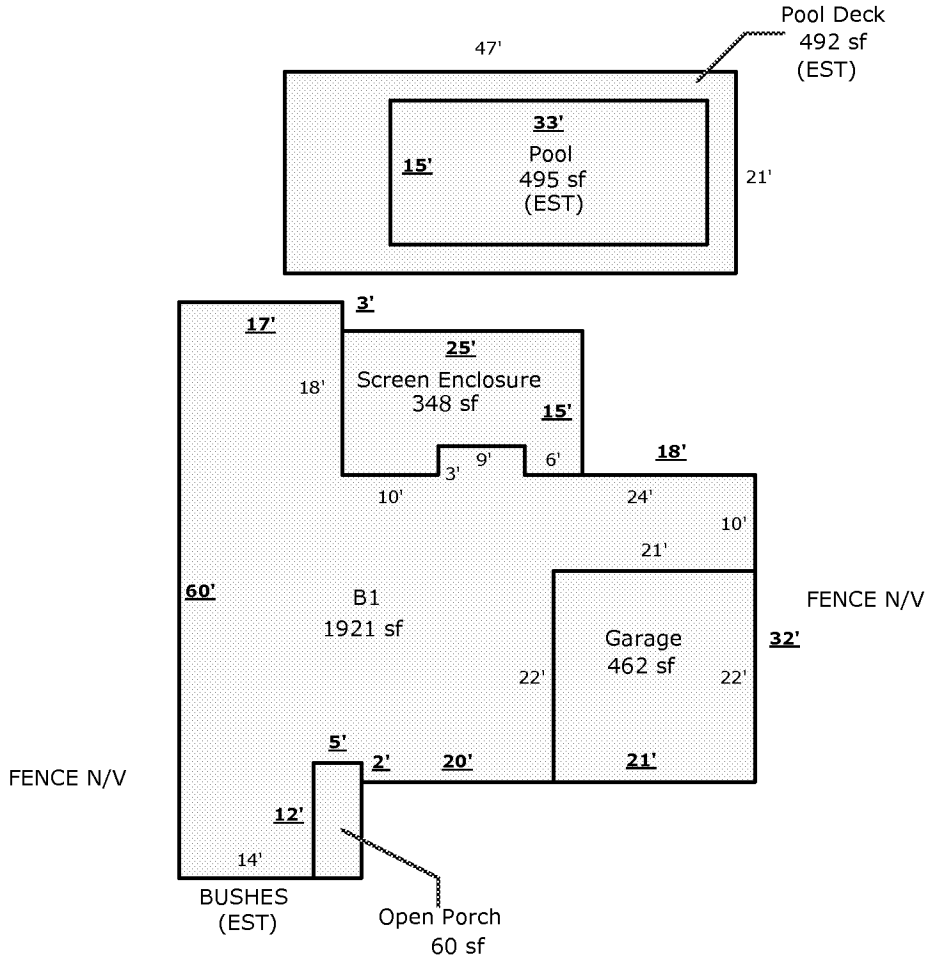 Pool Deck
492 sf
(EST)
47'
33'
15'
Pool
495 sf
(EST)
21'
3'
17'
25'
18'
Screen Enclosure
348 sf
15'
9'
3'
6'
18'
10'
24'
10'
21'
60'
B1
1921 sf
FENCE N/V
Garage
462 sf
32'
22'
22'
5'
2'
20'
21'
FENCE N/V
12'
14'
BUSHES
(EST)
Open Porch
60 sf